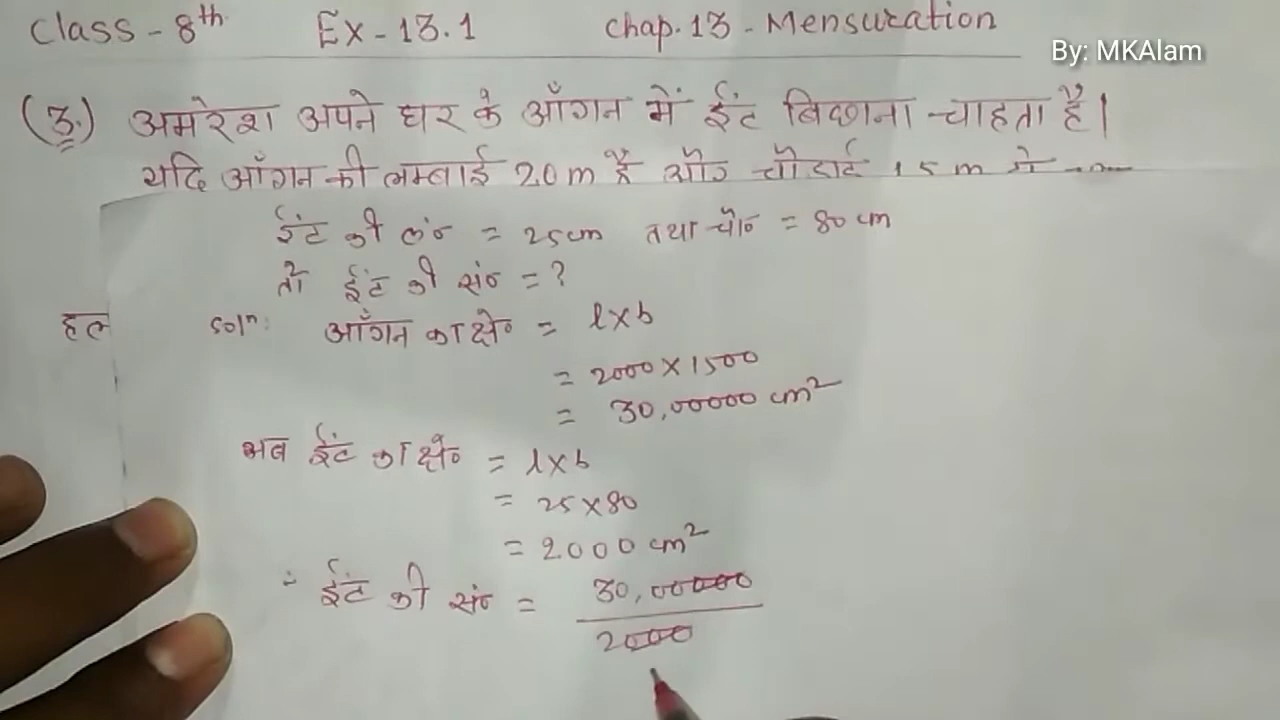 Class - 8th Ex - 13.1 Chap. 13 - Mensuration
By: MKAlam
(3.) अमरेश अपने घर के आँगन में ईंट बिछाना चाहता है।
यदि आँगन की लम्बाई 20 m है और चौड़ाई 15 m
ईंट की लं० = 25 cm तथा चौ० = 80 cm
तो ईंट की सं० = ?
हल Solⁿ: आँगन का क्षे० = l × b
= 2000 × 1500
= 30,00000 cm²
अब ईंट का क्षे० = l × b
= 25 × 80
= 2000 cm²
∴ ईंट की सं० = 30,00000
2000